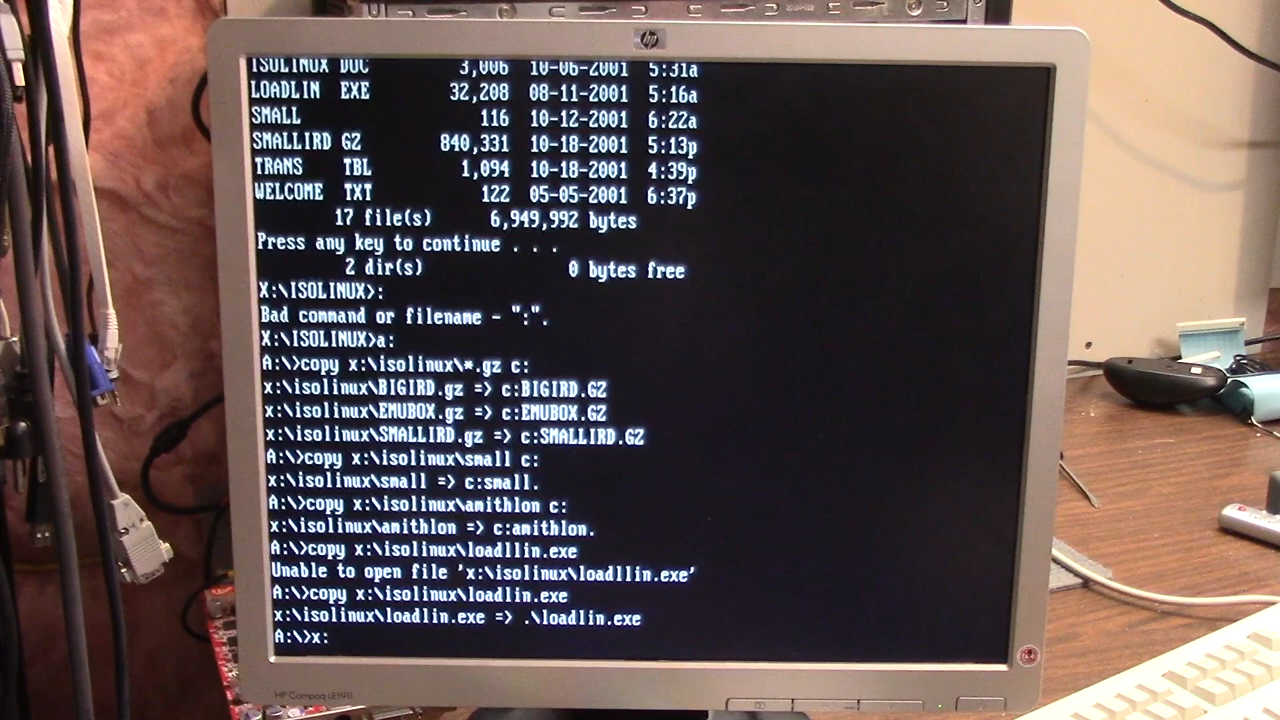 hp
ISOLINUX DOC 3,006 10-06-2001 5:31a
LOADLIN EXE 32,208 08-11-2001 5:16a
SMALL 116 10-12-2001 6:22a
SMALLIRD GZ 840,331 10-18-2001 5:13p
TRANS TBL 1,094 10-18-2001 4:39p
WELCOME TXT 122 05-05-2001 6:37p
17 file(s) 6,949,992 bytes
Press any key to continue . . .
2 dir(s) 0 bytes free
X:\ISOLINUX>:
Bad command or filename - ":".
X:\ISOLINUX>a:
A:\>copy x:\isolinux\*.gz c:
x:\isolinux\BIGIRD.gz => c:BIGIRD.GZ
x:\isolinux\EMUBOX.gz => c:EMUBOX.GZ
x:\isolinux\SMALLIRD.gz => c:SMALLIRD.GZ
A:\>copy x:\isolinux\small c:
x:\isolinux\small => c:small.
A:\>copy x:\isolinux\amithlon c:
x:\isolinux\amithlon => c:amithlon.
A:\>copy x:\isolinux\loadllin.exe
Unable to open file 'x:\isolinux\loadllin.exe'
A:\>copy x:\isolinux\loadlin.exe
x:\isolinux\loadlin.exe => .\loadlin.exe
A:\>x:
HP Compaq LE1911